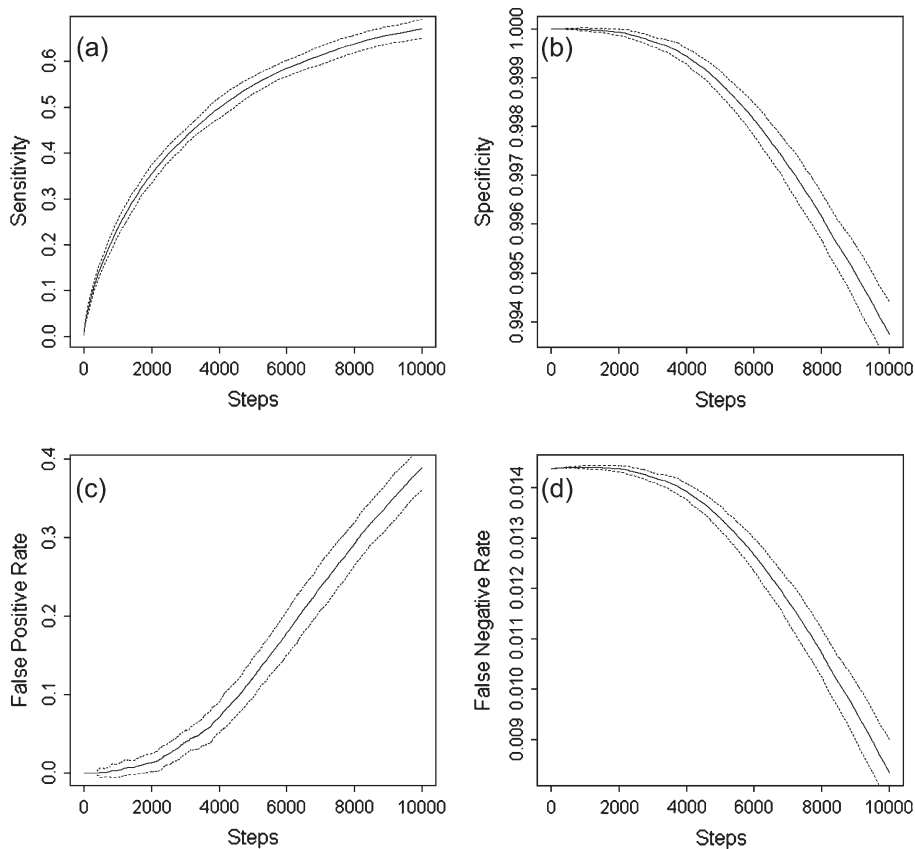 (a)
Sensitivity
0.0 0.1 0.2 0.3 0.4 0.5 0.6
0 2000 4000 6000 8000 10000
Steps
(b)
Specificity
0.994 0.995 0.996 0.997 0.998 0.999 1.000
0 2000 4000 6000 8000 10000
Steps
(c)
False Positive Rate
0.0 0.1 0.2 0.3 0.4
0 2000 4000 6000 8000 10000
Steps
(d)
False Negative Rate
0.009 0.010 0.011 0.012 0.013 0.014
0 2000 4000 6000 8000 10000
Steps